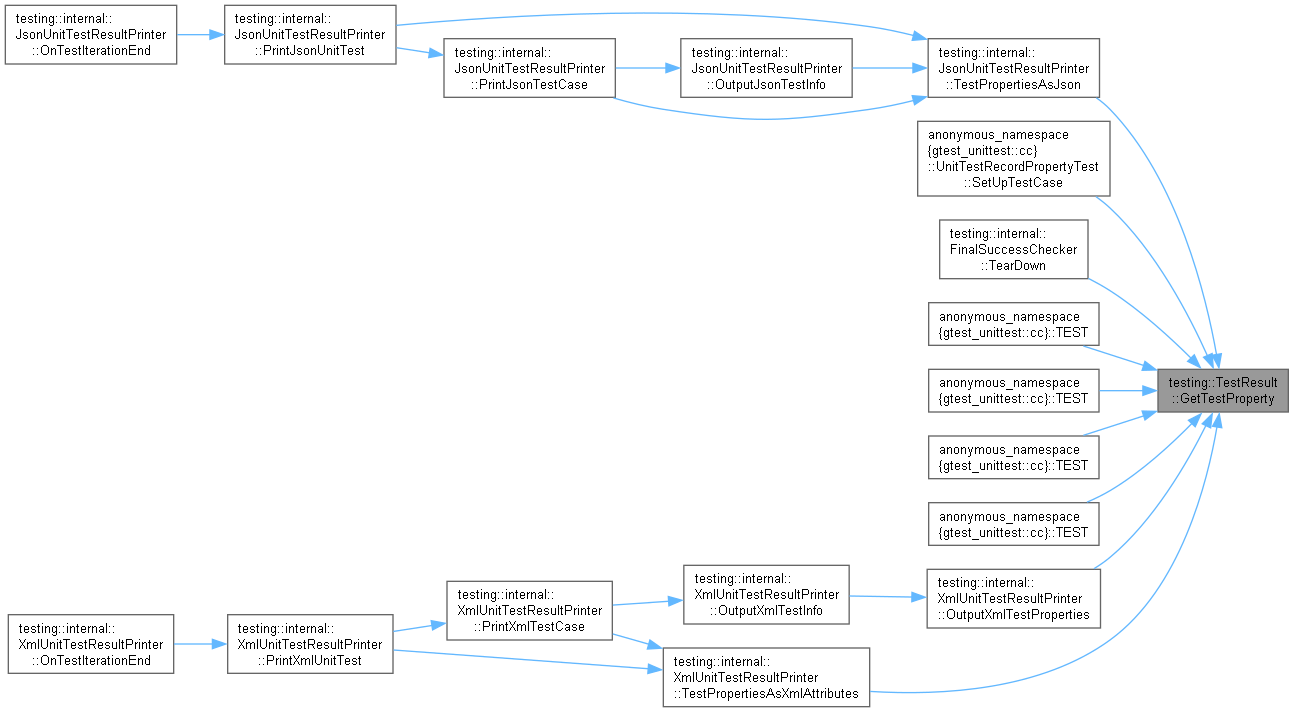 testing::internal::
JsonUnitTestResultPrinter
::OnTestIterationEnd
testing::internal::
JsonUnitTestResultPrinter
::PrintJsonUnitTest
testing::internal::
JsonUnitTestResultPrinter
::PrintJsonTestCase
testing::internal::
JsonUnitTestResultPrinter
::OutputJsonTestInfo
testing::internal::
JsonUnitTestResultPrinter
::TestPropertiesAsJson
anonymous_namespace
{gtest_unittest::cc}
::UnitTestRecordPropertyTest
::SetUpTestCase
testing::internal::
FinalSuccessChecker
::TearDown
anonymous_namespace
{gtest_unittest::cc}::TEST
anonymous_namespace
{gtest_unittest::cc}::TEST
testing::TestResult
::GetTestProperty
anonymous_namespace
{gtest_unittest::cc}::TEST
anonymous_namespace
{gtest_unittest::cc}::TEST
testing::internal::
XmlUnitTestResultPrinter
::OnTestIterationEnd
testing::internal::
XmlUnitTestResultPrinter
::PrintXmlUnitTest
testing::internal::
XmlUnitTestResultPrinter
::PrintXmlTestCase
testing::internal::
XmlUnitTestResultPrinter
::OutputXmlTestInfo
testing::internal::
XmlUnitTestResultPrinter
::OutputXmlTestProperties
testing::internal::
XmlUnitTestResultPrinter
::TestPropertiesAsXmlAttributes